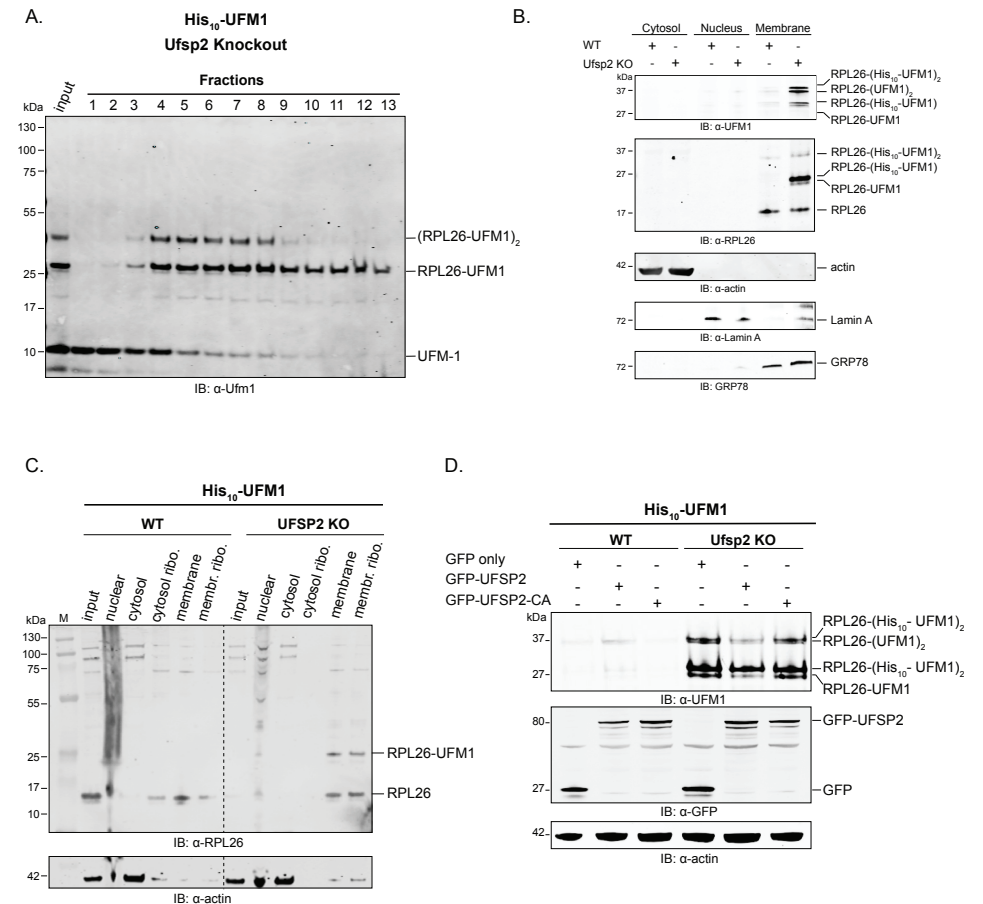 A.
His10-UFM1
Ufsp2 Knockout
Fractions
input 1 2 3 4 5 6 7 8 9 10 11 12 13
kDa
130
100
75
55
25
17
10
(RPL26-UFM1)2
RPL26-UFM1
UFM-1
IB: α-Ufm1
B.
Cytosol Nucleus Membrane
WT + - + - + -
Ufsp2 KO - + - + - +
kDa
37
27
RPL26-(His10-UFM1)2
RPL26-(UFM1)2
RPL26-(His10-UFM1)
RPL26-UFM1
IB: α-UFM1
37
27
17
RPL26-(His10-UFM1)2
RPL26-(His10-UFM1)
RPL26-UFM1
RPL26
IB: α-RPL26
42
actin
IB: α-actin
72
Lamin A
IB: α-Lamin A
72
GRP78
IB: GRP78
C.
His10-UFM1
WT UFSP2 KO
M input nuclear cytosol cytosol ribo. membrane membr. ribo. input nuclear cytosol cytosol ribo. membrane membr. ribo.
kDa
130
100
75
55
25
17
10
RPL26-UFM1
RPL26
IB: α-RPL26
42
IB: α-actin
D.
His10-UFM1
WT Ufsp2 KO
GFP only + - - + - -
GFP-UFSP2 - + - - + -
GFP-UFSP2-CA - - + - - +
kDa
37
27
RPL26-(His10- UFM1)2
RPL26-(UFM1)2
RPL26-(His10- UFM1)2
RPL26-UFM1
IB: α-UFM1
80
27
GFP-UFSP2
GFP
IB: α-GFP
42
IB: α-actin